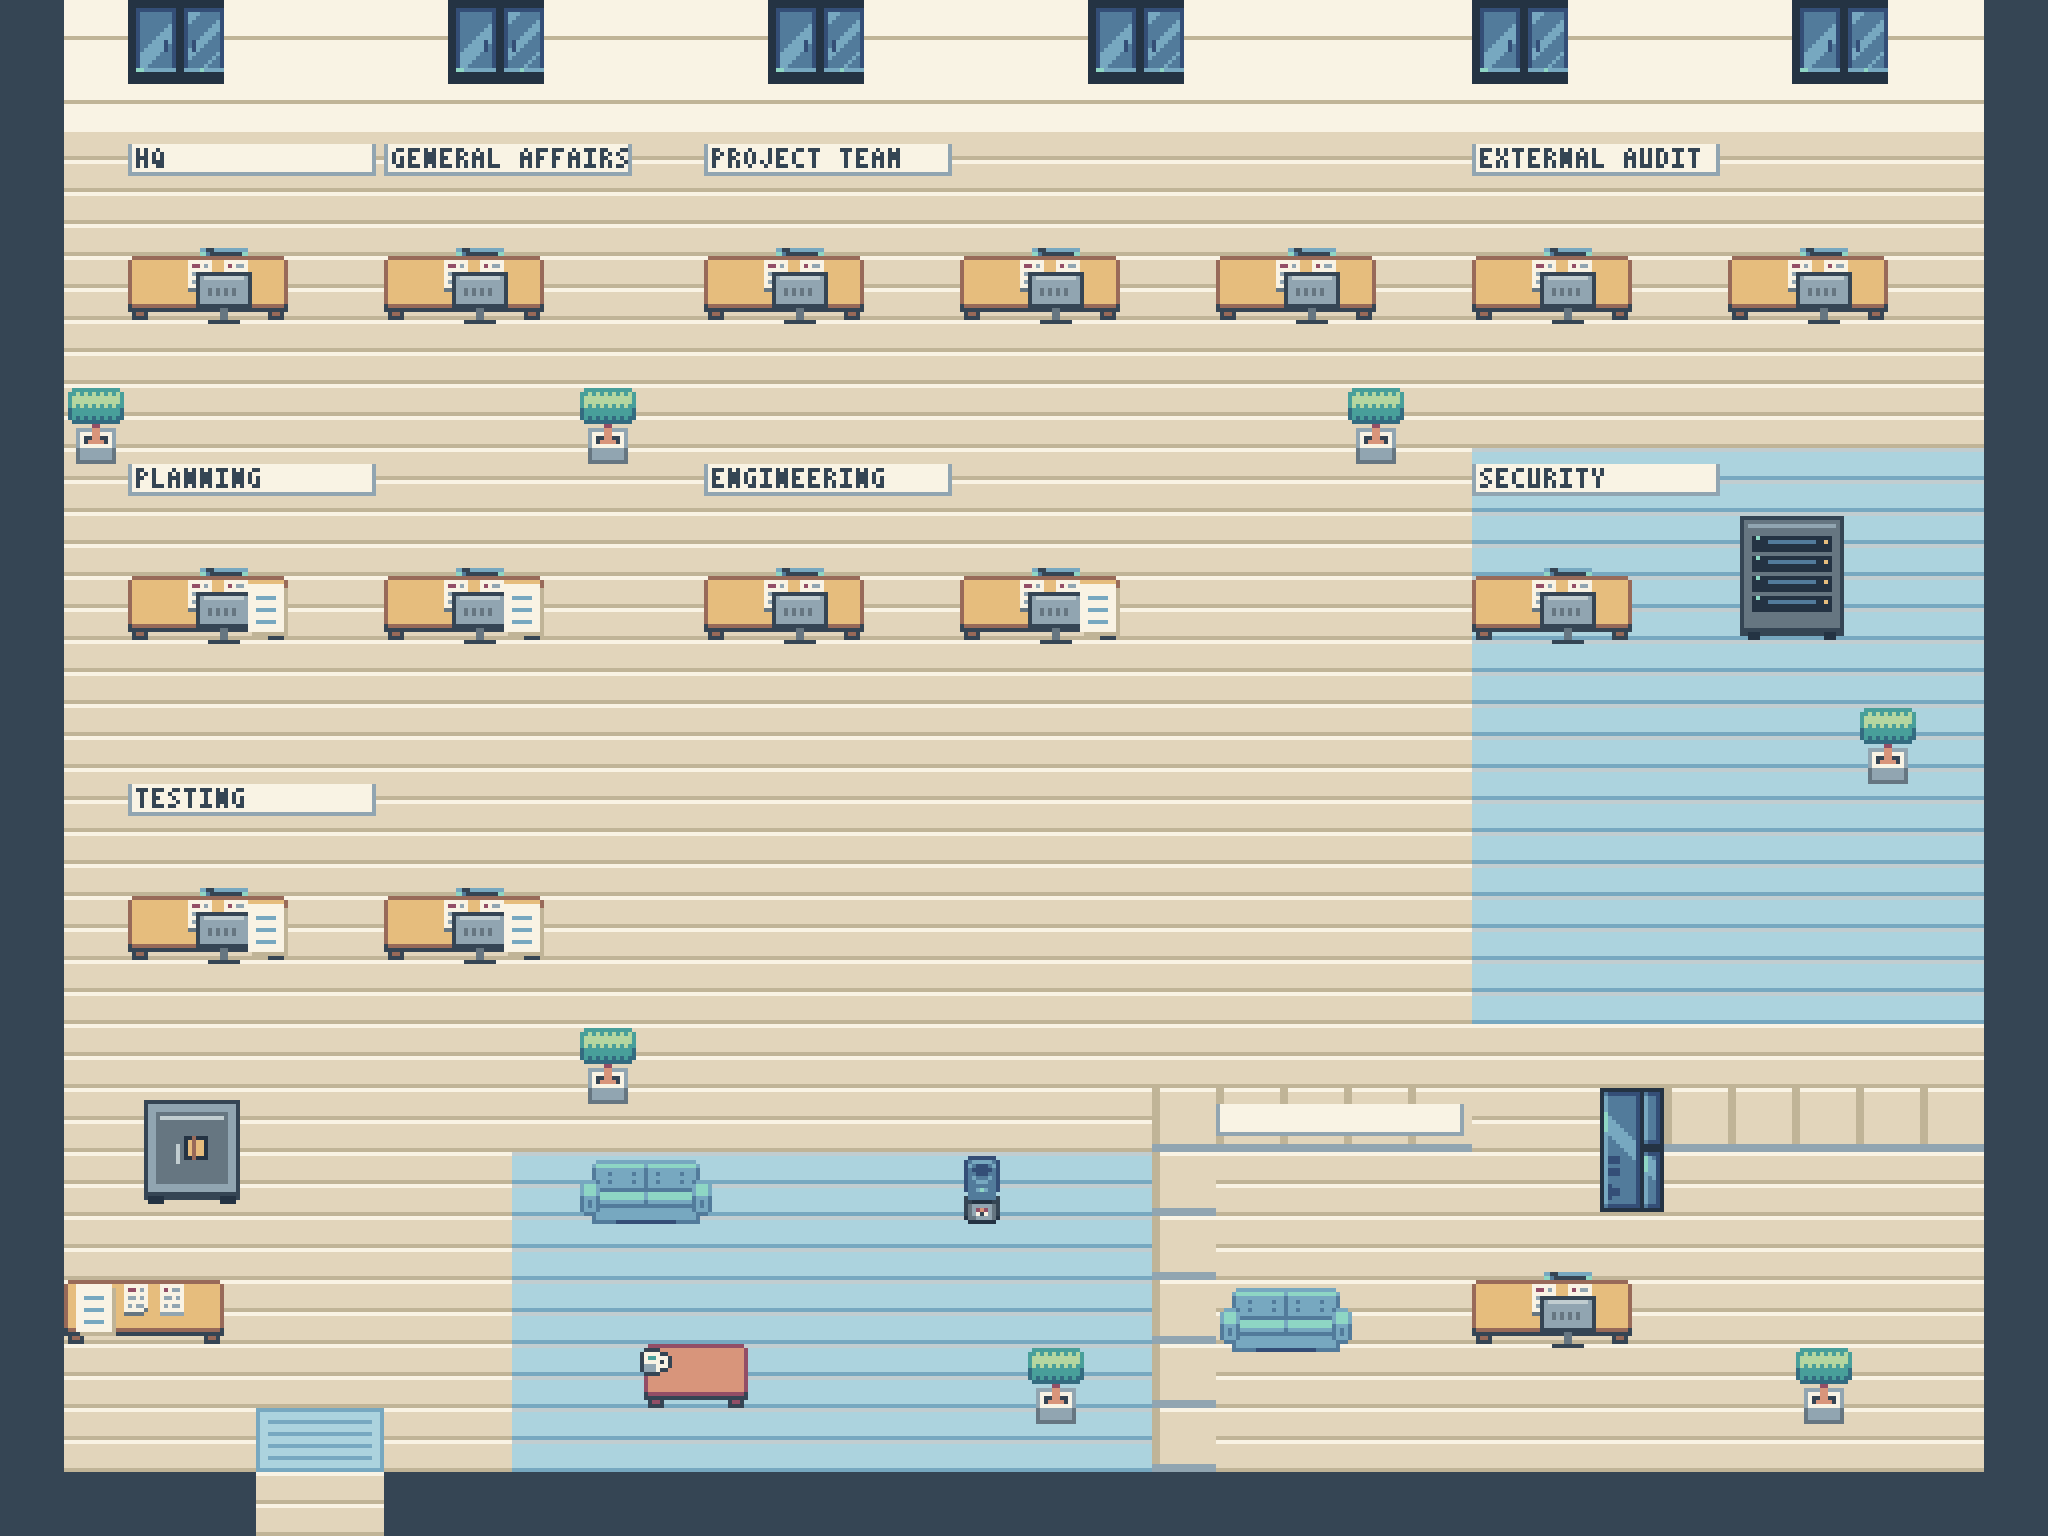 HQ
GENERAL AFFAIRS
PROJECT TEAM
EXTERNAL AUDIT
PLANNING
ENGINEERING
SECURITY
TESTING